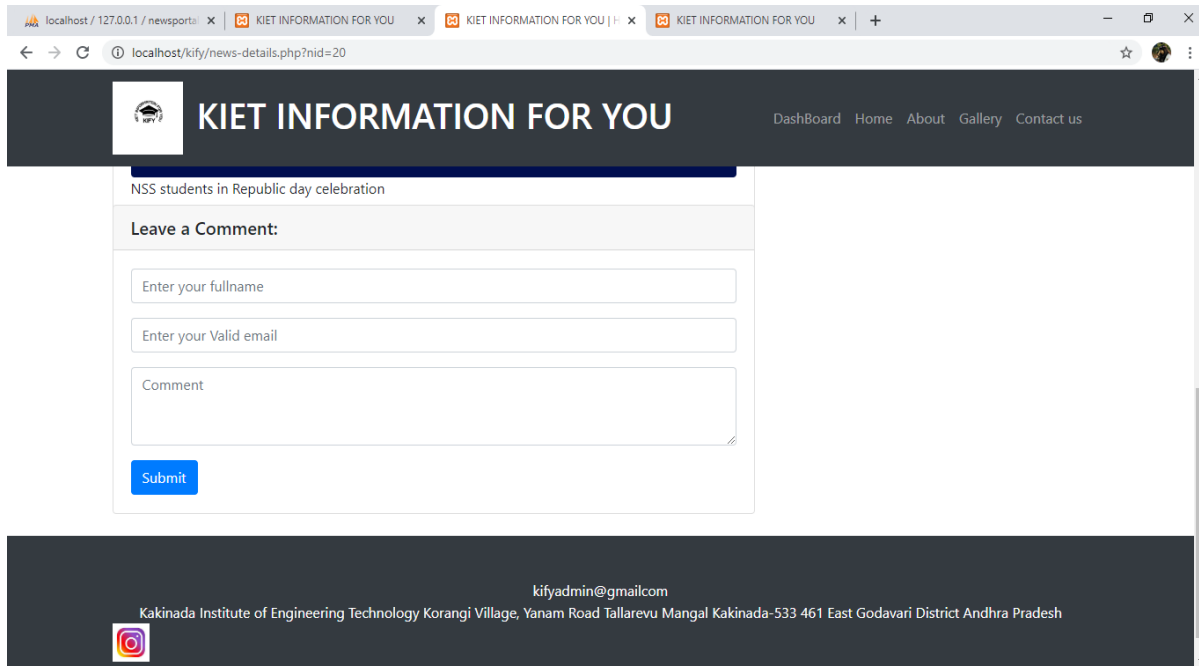 localhost / 127.0.0.1 / newsportal
KIET INFORMATION FOR YOU
KIET INFORMATION FOR YOU | H
KIET INFORMATION FOR YOU
localhost/kify/news-details.php?nid=20
KIFY
KIET INFORMATION FOR YOU
DashBoard Home About Gallery Contact us
NSS students in Republic day celebration
Leave a Comment:
Enter your fullname
Enter your Valid email
Comment
Submit
kifyadmin@gmailcom
Kakinada Institute of Engineering Technology Korangi Village, Yanam Road Tallarevu Mangal Kakinada-533 461 East Godavari District Andhra Pradesh